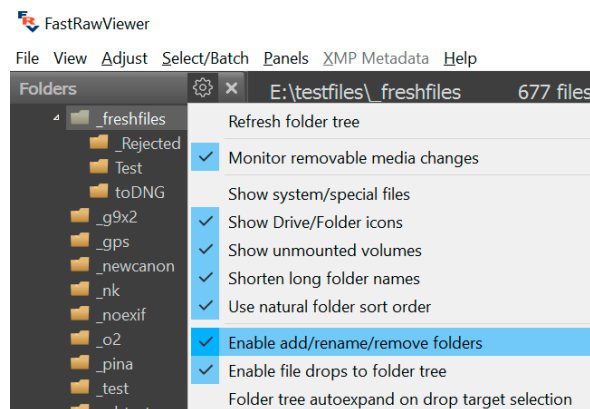 FastRawViewer
File View Adjust Select/Batch Panels XMP Metadata Help
Folders
E:\testfiles\_freshfiles 677 files
_freshfiles
_Rejected
Test
toDNG
_g9x2
_gps
_newcanon
_nk
_noexif
_o2
_pina
_test
Refresh folder tree
Monitor removable media changes
Show system/special files
Show Drive/Folder icons
Show unmounted volumes
Shorten long folder names
Use natural folder sort order
Enable add/rename/remove folders
Enable file drops to folder tree
Folder tree autoexpand on drop target selection